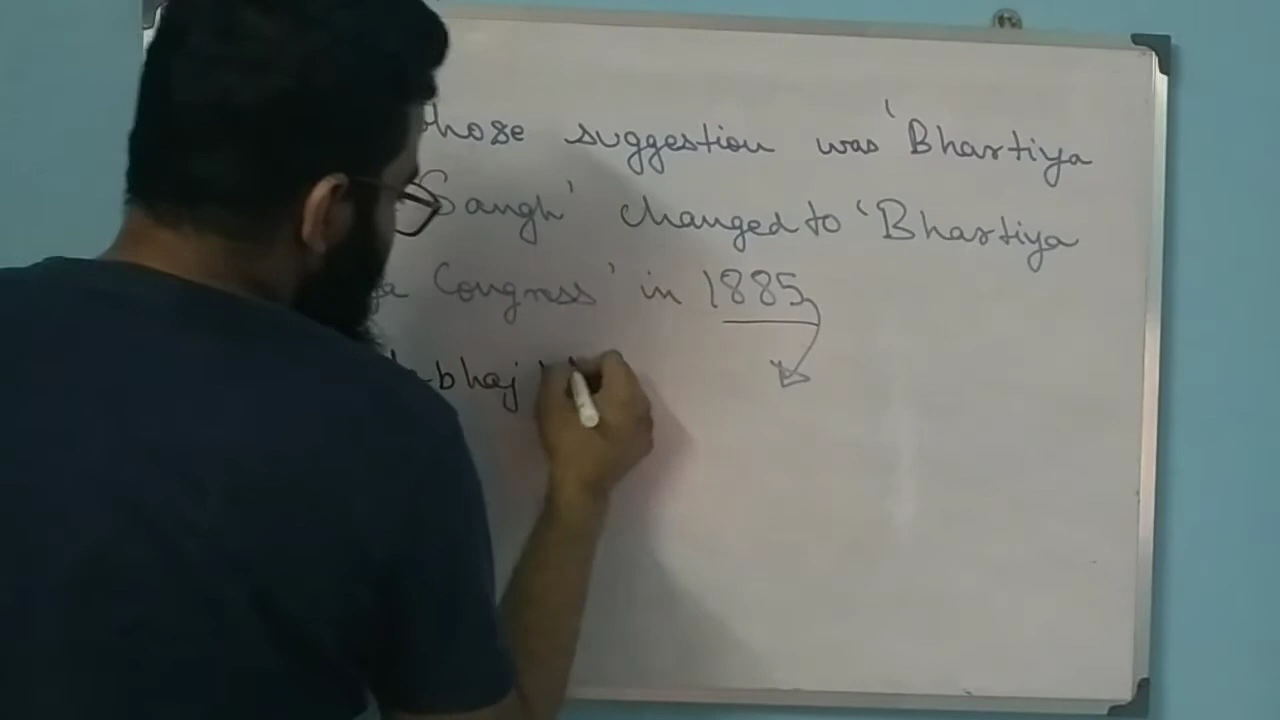 hose suggestion was 'Bhartiya
Sangh' changed to 'Bhartiya
Congress' in 1885
bhaj